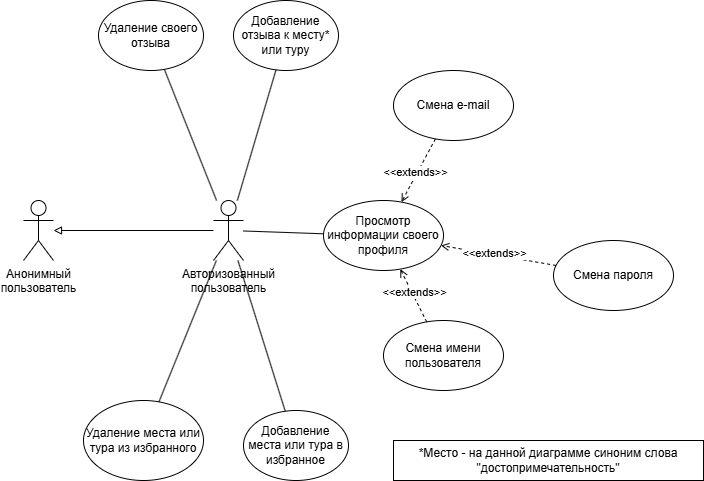 Удаление своего
отзыва
Добавление
отзыва к месту*
или туру
Смена e-mail
<<extends>>
Просмотр
информации своего
профиля
<<extends>>
Смена пароля
Анонимный
пользователь
Авторизованный
пользователь
<<extends>>
Смена имени
пользователя
Удаление места или
тура из избранного
Добавление
места или тура в
избранное
*Место - на данной диаграмме синоним слова
"достопримечательность"